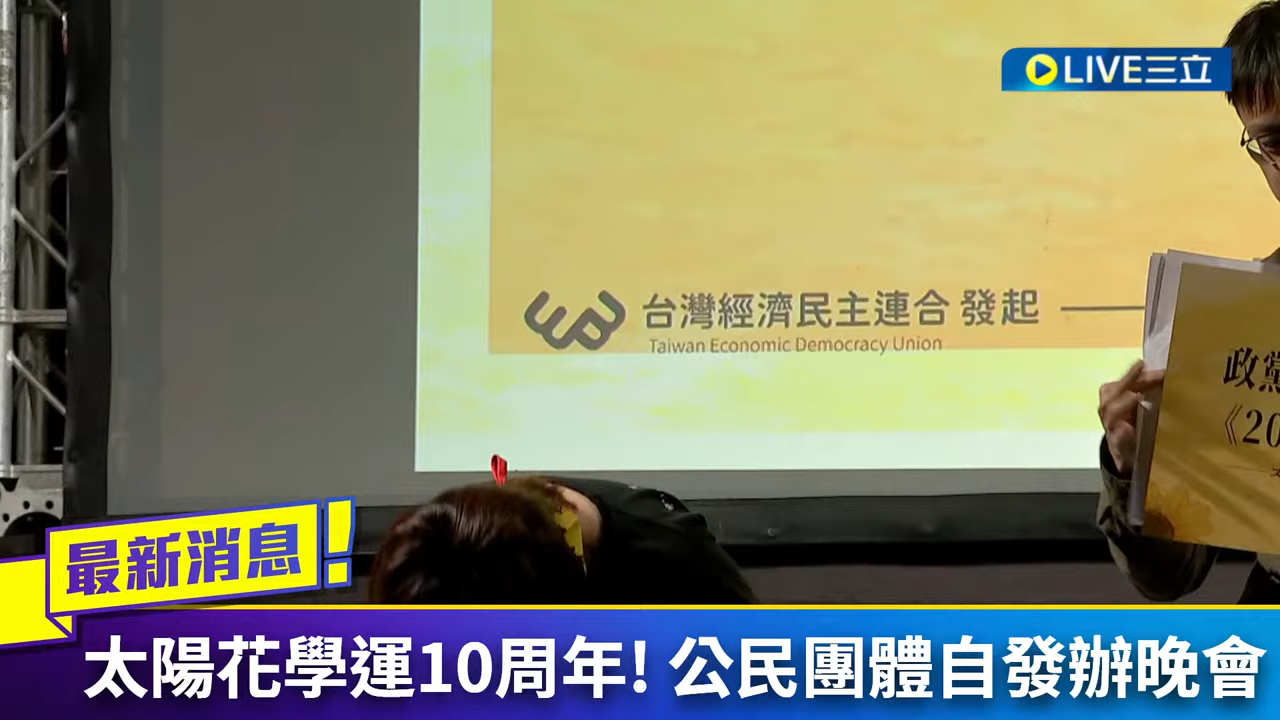 LIVE三立
台灣經濟民主連合 發起
Taiwan Economic Democracy Union
政黨
《20
最新消息!
太陽花學運10周年! 公民團體自發辦晚會